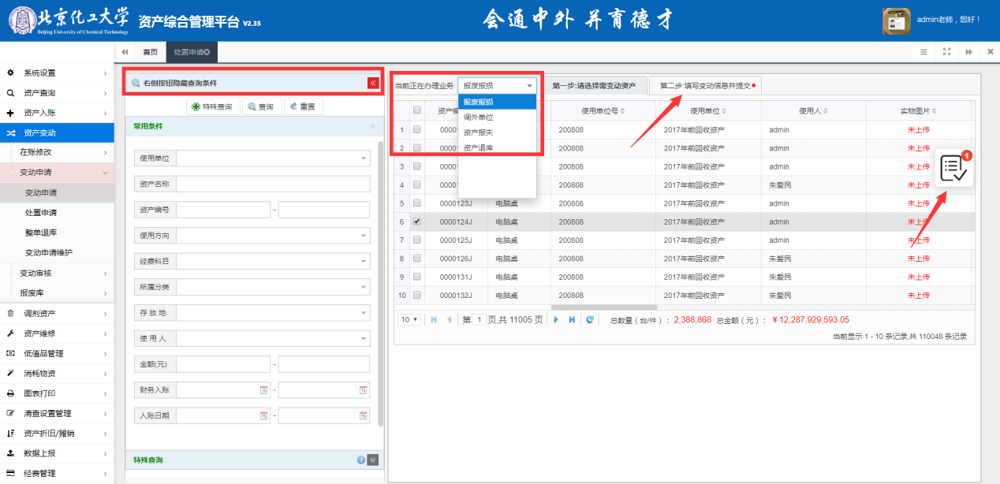 北京化工大学
Beijing University of Chemical Technology
资产综合管理平台 V2.35
会通中外 并育德才
admin老师，您好！
首页
处置申请
系统设置
资产查询
资产入账
资产变动
在账修改
变动申请
变动申请
处置申请
整单退库
变动申请维护
变动审核
报废库
调剂资产
资产维修
低值品管理
消耗物资
图表打印
清查设置管理
资产折旧/摊销
数据上报
经费管理
右侧按钮隐藏查询条件
特殊查询 查询 重置
常用条件
使用单位
资产名称
资产编号 -
使用方向
经费科目
所属分类
存 放 地
使 用 人
金额(元) -
财务入账 -
入账日期 -
特殊查询
当前正在办理业务: 报废报损
报废报损
调外单位
资产报失
资产退库
第一步:请选择需变动资产
第二步:填写变动信息并提交
资产编 使用单位号 使用单位 使用人 实物图片
1 0000 200808 2017年前回收资产 admin 未上传
2 0000 200808 2017年前回收资产 admin 未上传
3 0000 200808 2017年前回收资产 admin 未上传
4 0000 200808 2017年前回收资产 朱爱民 未上传
5 0000123J 电脑桌 200808 2017年前回收资产 admin 未上传
6 0000124J 电脑桌 200808 2017年前回收资产 admin 未上传
7 0000125J 电脑桌 200808 2017年前回收资产 admin 未上传
8 0000126J 电脑桌 200808 2017年前回收资产 朱爱民 未上传
9 0000131J 电脑桌 200808 2017年前回收资产 朱爱民 未上传
10 0000132J 电脑桌 200808 2017年前回收资产 朱爱民 未上传
1
10 第 1 页,共 11005 页 总数量（台/件）: 2,388,868 总金额（元）: ￥12,287,929,593.05
当前显示 1 - 10 条记录,共 110048 条记录